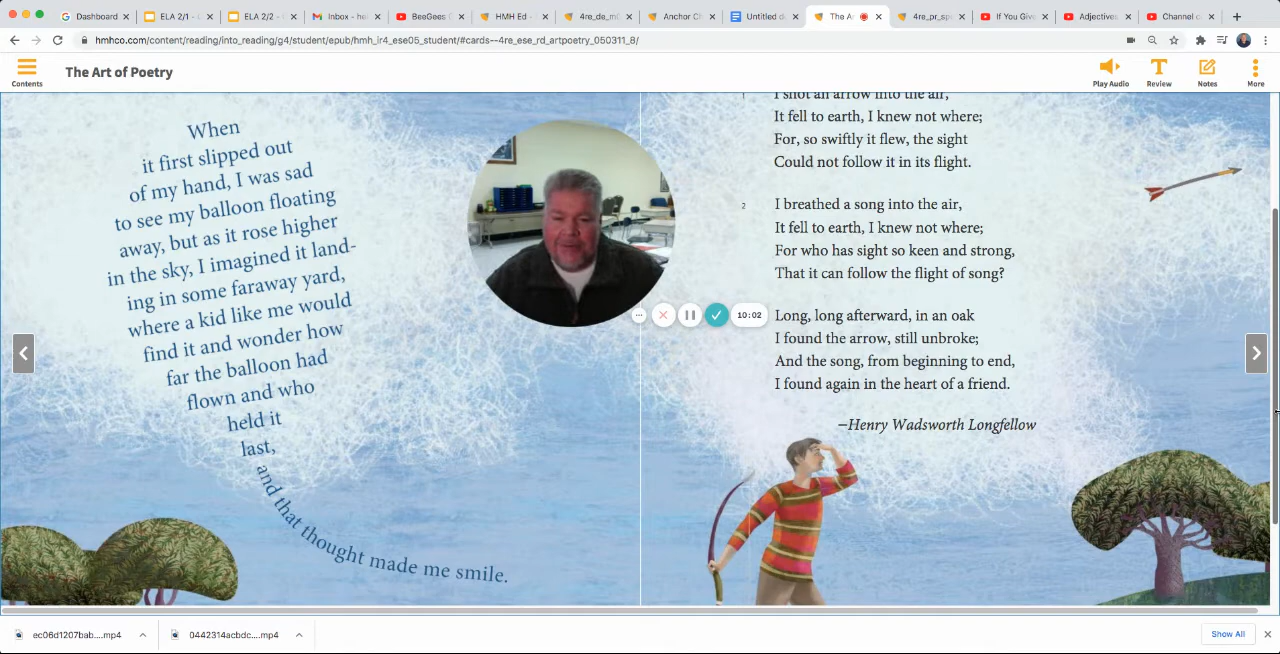 Dashboard
ELA 2/1 -
ELA 2/2 -
Inbox - he
BeeGees
HMH Ed -
4re_de_m
Anchor C
Untitled d
The A
4re_pr_sp
If You Giv
Adjectives
Channel
hmhco.com/content/reading/into_reading/g4/student/epub/hmh_ir4_ese05_student/#cards--4re_ese_rd_artpoetry_050311_8/
Contents
The Art of Poetry
Play Audio
Review
Notes
More
When
it first slipped out
of my hand, I was sad
to see my balloon floating
away, but as it rose higher
in the sky, I imagined it land-
ing in some faraway yard,
where a kid like me would
find it and wonder how
far the balloon had
flown and who
held it
last,
and that thought made me smile.
10:02
1
I shot an arrow into the air,
It fell to earth, I knew not where;
For, so swiftly it flew, the sight
Could not follow it in its flight.
2
I breathed a song into the air,
It fell to earth, I knew not where;
For who has sight so keen and strong,
That it can follow the flight of song?
Long, long afterward, in an oak
I found the arrow, still unbroke;
And the song, from beginning to end,
I found again in the heart of a friend.
—Henry Wadsworth Longfellow
ec06d1207bab....mp4
0442314acbdc....mp4
Show All